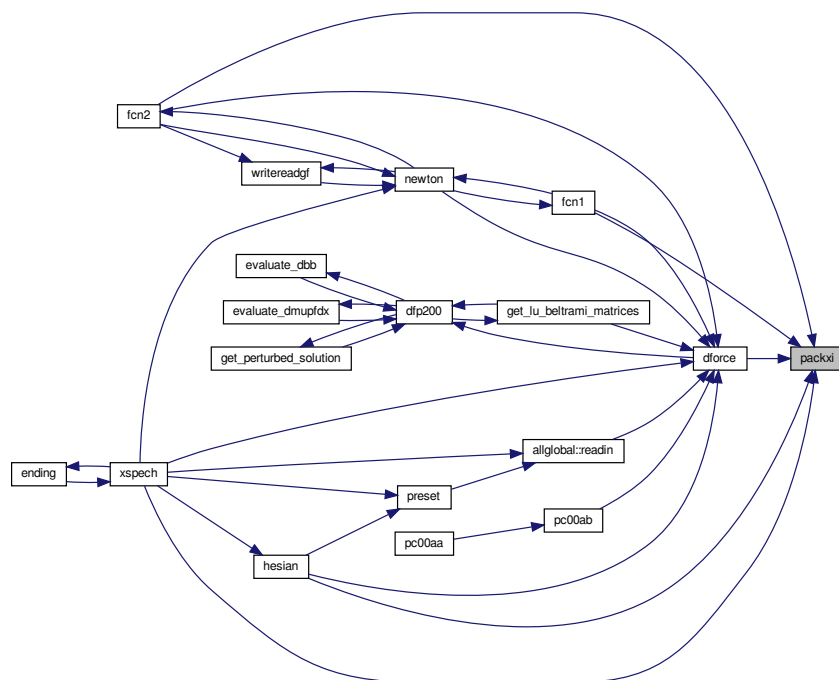 fcn2
writereadgf
newton
fcn1
evaluate_dbb
evaluate_dmupfdx
dfp200
get_lu_beltrami_matrices
get_perturbed_solution
dforce
packxi
allglobal::readin
ending
xspech
preset
pc00ab
pc00aa
hesian